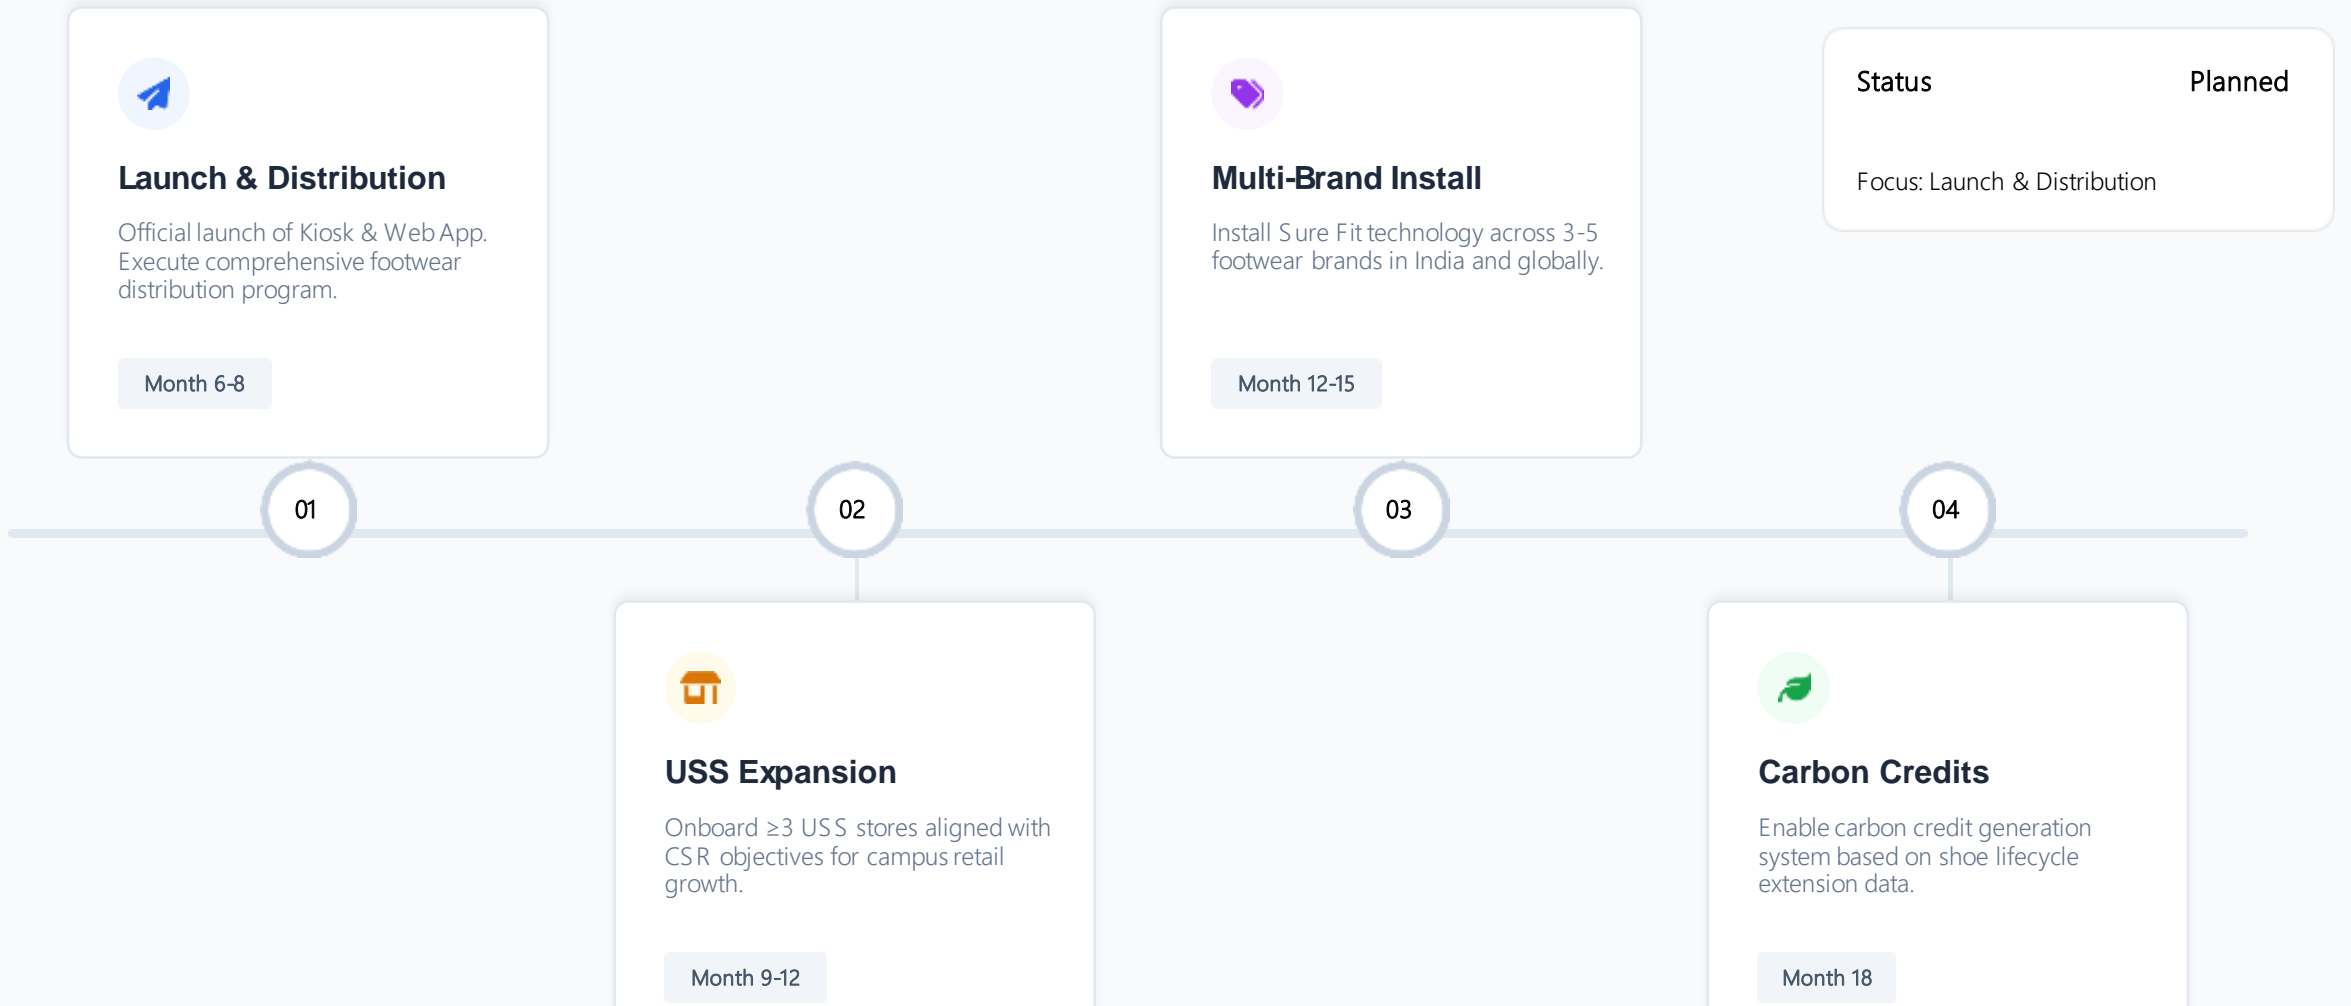 Launch & Distribution
Official launch of Kiosk & Web App.
Execute comprehensive footwear
distribution program.
Month 6-8
Multi-Brand Install
Install Sure Fit technology across 3-5
footwear brands in India and globally.
Month 12-15
Status Planned
Focus: Launch & Distribution
01
02
03
04
USS Expansion
Onboard ≥3 USS stores aligned with
CSR objectives for campus retail
growth.
Month 9-12
Carbon Credits
Enable carbon credit generation
system based on shoe lifecycle
extension data.
Month 18